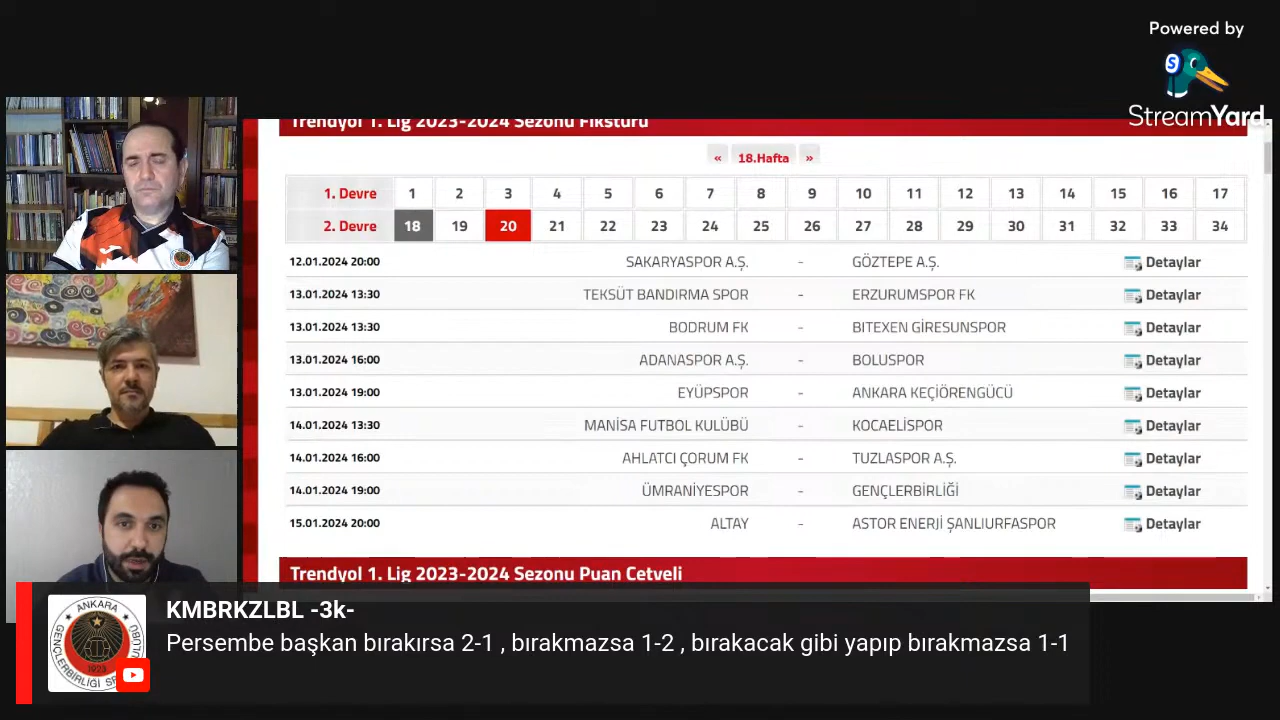 Powered by
StreamYard
Trendyol 1. Lig 2023-2024 Sezonu Fikstürü
« 18.Hafta »
1. Devre 1 2 3 4 5 6 7 8 9 10 11 12 13 14 15 16 17
2. Devre 18 19 20 21 22 23 24 25 26 27 28 29 30 31 32 33 34
12.01.2024 20:00 SAKARYASPOR A.Ş. - GÖZTEPE A.Ş. Detaylar
13.01.2024 13:30 TEKSÜT BANDIRMA SPOR - ERZURUMSPOR FK Detaylar
13.01.2024 13:30 BODRUM FK - BITEXEN GİRESUNSPOR Detaylar
13.01.2024 16:00 ADANASPOR A.Ş. - BOLUSPOR Detaylar
13.01.2024 19:00 EYÜPSPOR - ANKARA KEÇİÖRENGÜCÜ Detaylar
14.01.2024 13:30 MANİSA FUTBOL KULÜBÜ - KOCAELİSPOR Detaylar
14.01.2024 16:00 AHLATCI ÇORUM FK - TUZLASPOR A.Ş. Detaylar
14.01.2024 19:00 ÜMRANİYESPOR - GENÇLERBİRLİĞİ Detaylar
15.01.2024 20:00 ALTAY - ASTOR ENERJİ ŞANLIURFASPOR Detaylar
Trendyol 1. Lig 2023-2024 Sezonu Puan Cetveli
KMBRKZLBL -3k-
Persembe başkan bırakırsa 2-1 , bırakmazsa 1-2 , bırakacak gibi yapıp bırakmazsa 1-1
ANKARA
GENÇLERBİRLİĞİ
1923